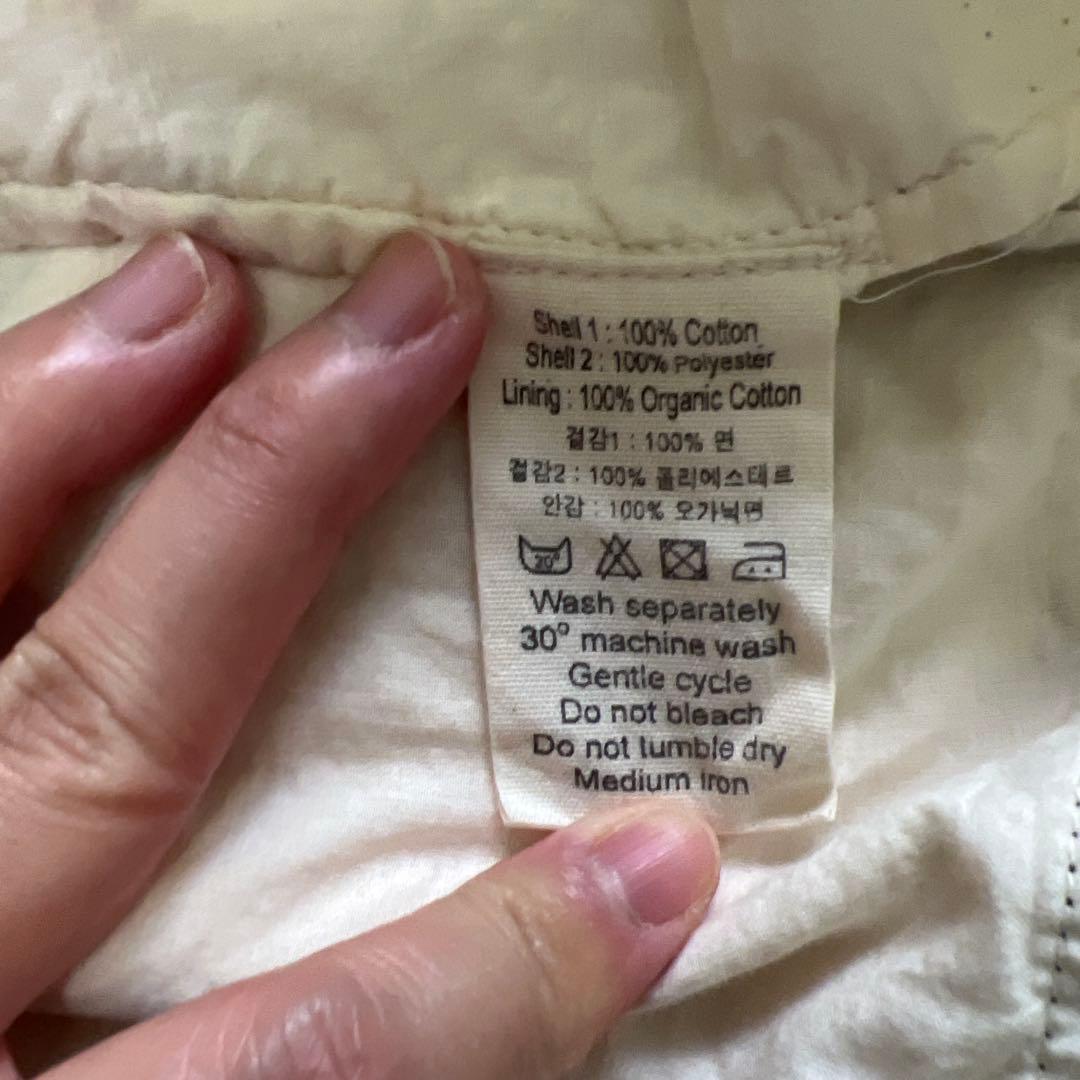 Shell 1 : 100% Cotton
Shell 2 : 100% Polyester
Lining : 100% Organic Cotton
겉감1 : 100% 면
겉감2 : 100% 폴리에스테르
안감 : 100% 오가닉면
30°
Wash separately
30° machine wash
Gentle cycle
Do not bleach
Do not tumble dry
Medium iron